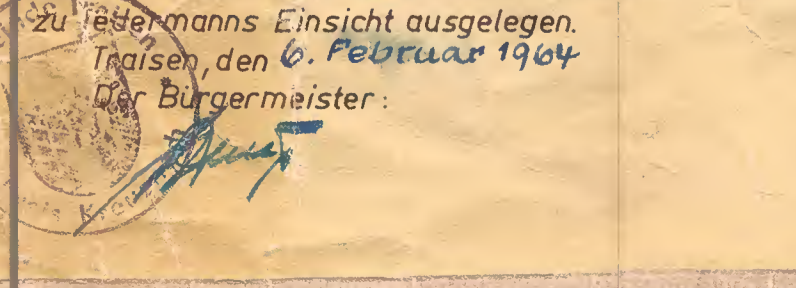 zu jedermanns Einsicht ausgelegen.
Traisen, den 6. Februar 1964
Der Bürgermeister: